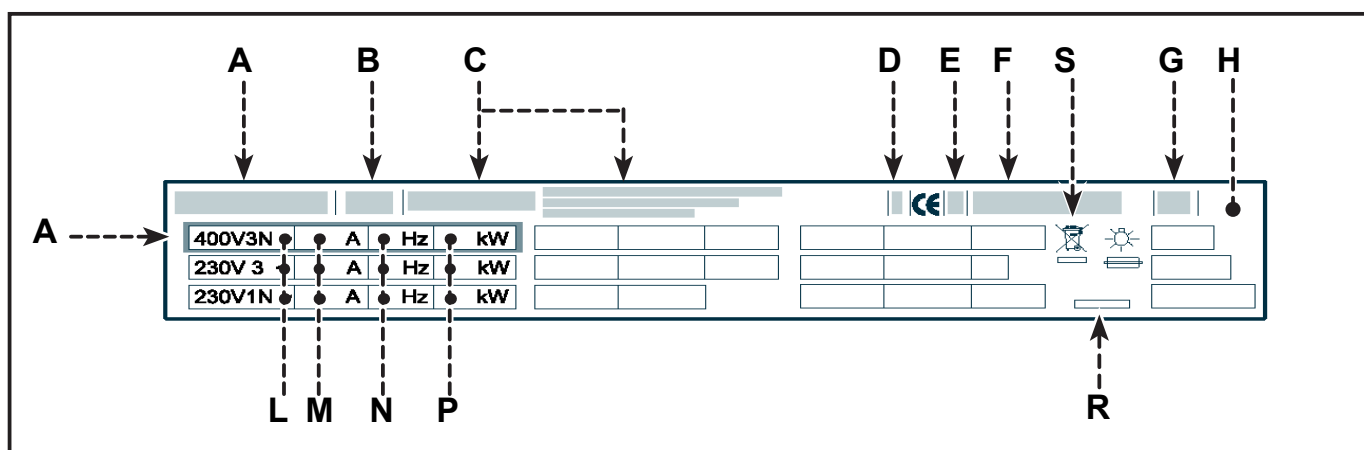 A B C D E F S G H
CE
A
400V3N A Hz kW
230V 3 A Hz kW
230V1N A Hz kW
L M N P R